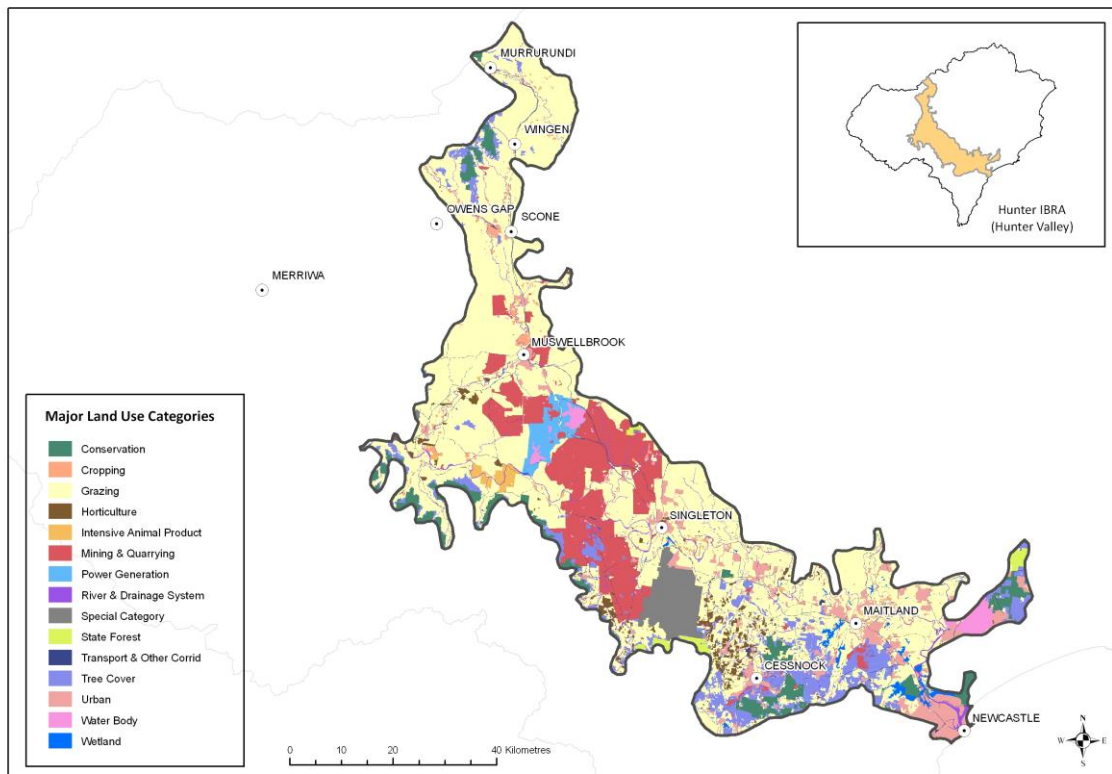 MURRURUNDI
WINGEN
OWENS GAP
SCONE
MERRIWA
MUSWELLBROOK
SINGLETON
MAITLAND
CESSNOCK
NEWCASTLE
Hunter IBRA
(Hunter Valley)
Major Land Use Categories
Conservation
Cropping
Grazing
Horticulture
Intensive Animal Product
Mining & Quarrying
Power Generation
River & Drainage System
Special Category
State Forest
Transport & Other Corrid
Tree Cover
Urban
Water Body
Wetland
0 10 20 40 Kilometres
N
W E
S